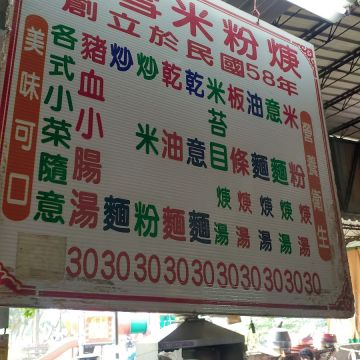 米粉焿
創立於民國58年
營養衛生
米粉焿湯
意麵焿湯
油麵焿湯
板條焿湯
米苔目焿湯
乾意麵
乾油麵
炒米粉
炒麵
豬血小腸湯
各式小菜隨意
美味可口
30 30 30 30 30 30 30 30 30